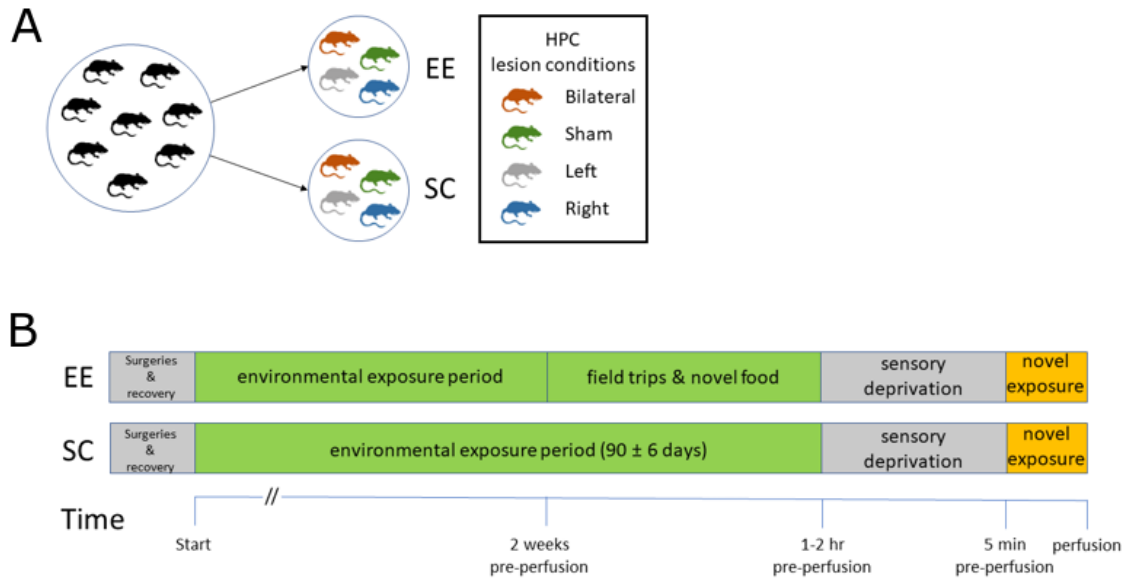 A
EE
SC
HPC
lesion conditions
Bilateral
Sham
Left
Right
B
EE
Surgeries
&
recovery
environmental exposure period
field trips & novel food
sensory
deprivation
novel
exposure
SC
Surgeries
&
recovery
environmental exposure period (90 ± 6 days)
sensory
deprivation
novel
exposure
Time
//
Start
2 weeks
pre-perfusion
1-2 hr
pre-perfusion
5 min
pre-perfusion
perfusion